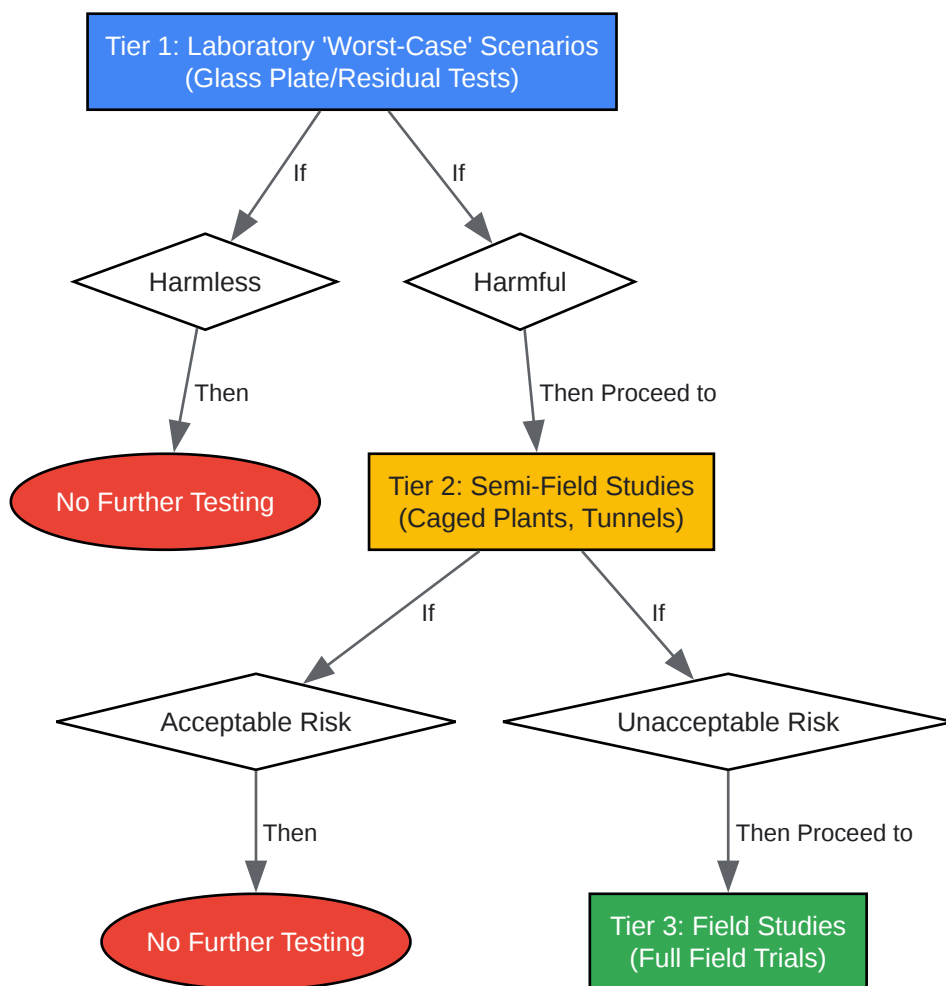 Tier 1: Laboratory 'Worst-Case' Scenarios
(Glass Plate/Residual Tests)
If
If
Harmless
Harmful
Then
Then Proceed to
No Further Testing
Tier 2: Semi-Field Studies
(Caged Plants, Tunnels)
If
If
Acceptable Risk
Unacceptable Risk
Then
Then Proceed to
No Further Testing
Tier 3: Field Studies
(Full Field Trials)